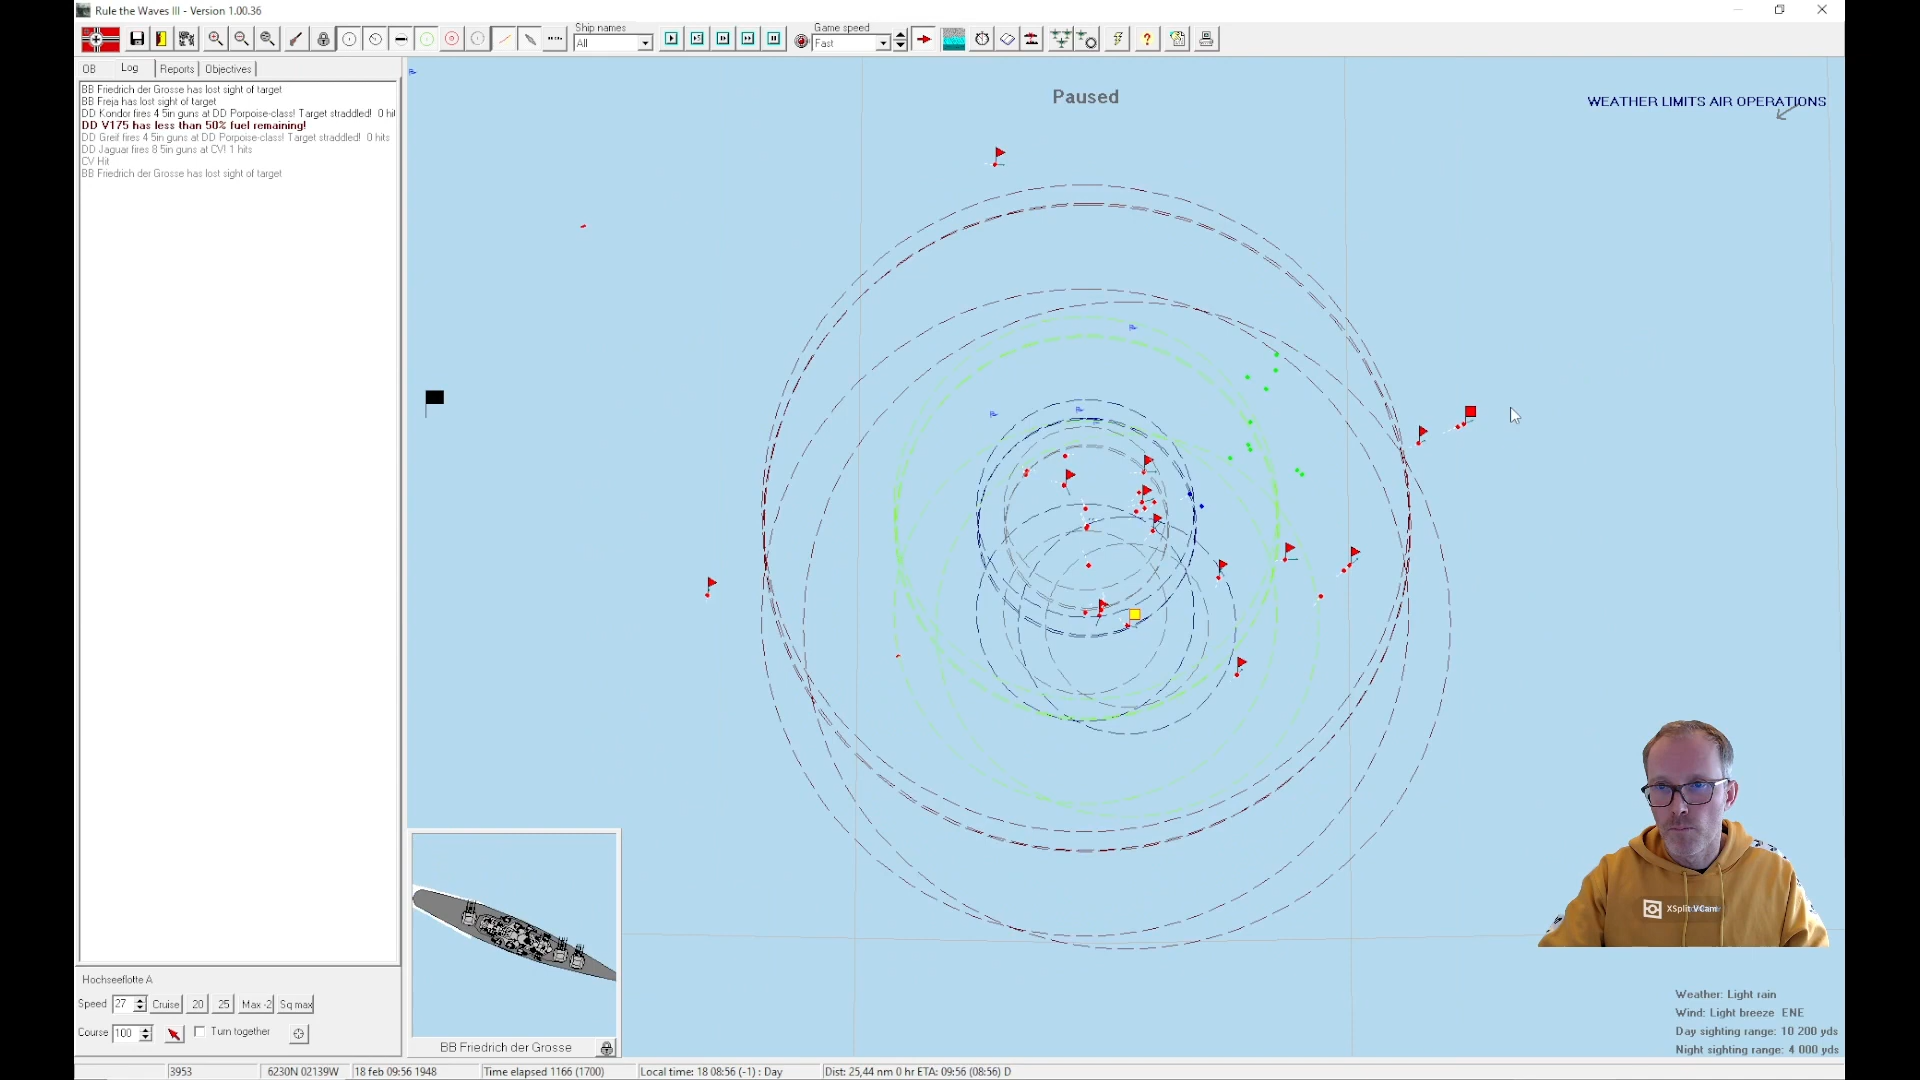 Rule the Waves III - Version 1.00.36
Ship names
All
Game speed
Fast
OB
Log
Reports
Objectives
BB Friedrich der Grosse has lost sight of target
BB Freja has lost sight of target
DD Kondor fires 4 5in guns at DD Porpoise-class! Target straddled! 0 hit
DD V175 has less than 50% fuel remaining!
DD Greif fires 4 5in guns at DD Porpoise-class! Target straddled! 0 hits
DD Jaguar fires 8 5in guns at CV! 1 hits
CV Hit
BB Friedrich der Grosse has lost sight of target
Paused
WEATHER LIMITS AIR OPERATIONS
XSplit VCam
Hochseeflotte A
Speed 27 Cruise 20 25 Max -2 Sq max
Course 100 Turn together
BB Friedrich der Grosse
Weather: Light rain
Wind: Light breeze ENE
Day sighting range: 10 200 yds
Night sighting range: 4 000 yds
3953
6230N 02139W
18 feb 09:56 1948
Time elapsed 1166 (1700)
Local time: 18 08:56 (-1) : Day
Dist: 25,44 nm 0 hr ETA: 09:56 (08:56) D